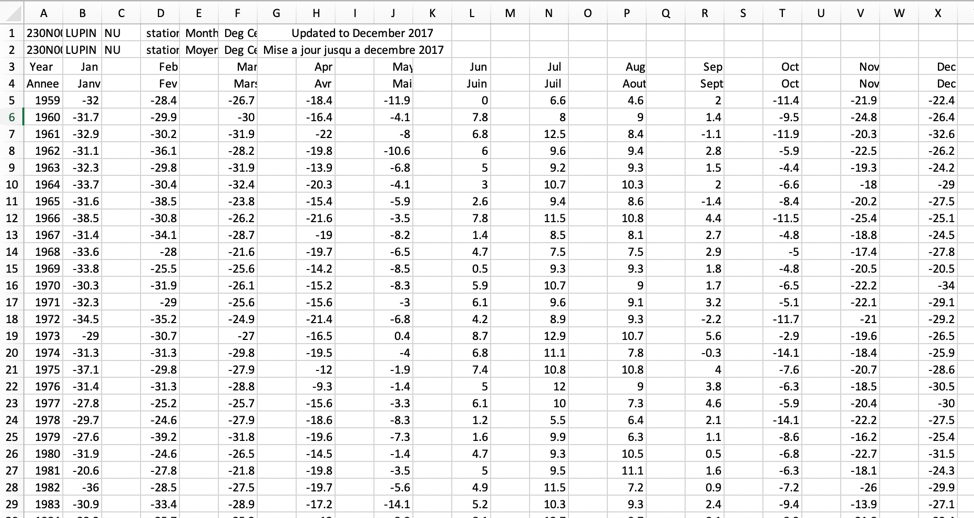 A B C D E F G H I J K L M N O P Q R S T U V W X
1 230N0 LUPIN NU station Month Deg Ce Updated to December 2017
2 230N0 LUPIN NU station Moyen Deg Ce Mise a jour jusqu a decembre 2017
3 Year Jan Feb Mar Apr May Jun Jul Aug Sep Oct Nov Dec
4 Annee Janv Fev Mars Avr Mai Juin Juil Aout Sept Oct Nov Dec
5 1959 -32 -28.4 -26.7 -18.4 -11.9 0 6.6 4.6 2 -11.4 -21.9 -22.4
6 1960 -31.7 -29.9 -30 -16.4 -4.1 7.8 8 9 1.4 -9.5 -24.8 -26.4
7 1961 -32.9 -30.2 -31.9 -22 -8 6.8 12.5 8.4 -1.1 -11.9 -20.3 -32.6
8 1962 -31.1 -36.1 -28.2 -19.8 -10.6 6 9.6 9.4 2.8 -5.9 -22.5 -26.2
9 1963 -32.3 -29.8 -31.9 -13.9 -6.8 5 9.2 9.3 1.5 -4.4 -19.3 -24.2
10 1964 -33.7 -30.4 -32.4 -20.3 -4.1 3 10.7 10.3 2 -6.6 -18 -29
11 1965 -31.6 -38.5 -23.8 -15.4 -5.9 2.6 9.4 8.6 -1.4 -8.4 -20.2 -27.5
12 1966 -38.5 -30.8 -26.2 -21.6 -3.5 7.8 11.5 10.8 4.4 -11.5 -25.4 -25.1
13 1967 -31.4 -34.1 -28.7 -19 -8.2 1.4 8.5 8.1 2.7 -4.8 -18.8 -24.5
14 1968 -33.6 -28 -21.6 -19.7 -6.5 4.7 7.5 7.5 2.9 -5 -17.4 -27.8
15 1969 -33.8 -25.5 -25.6 -14.2 -8.5 0.5 9.3 9.3 1.8 -4.8 -20.5 -20.5
16 1970 -30.3 -31.9 -26.1 -15.2 -8.3 5.9 10.7 9 1.7 -6.5 -22.2 -34
17 1971 -32.3 -29 -25.6 -15.6 -3 6.1 9.6 9.1 3.2 -5.1 -22.1 -29.1
18 1972 -34.5 -35.2 -24.9 -21.4 -6.8 4.2 8.9 9.3 -2.2 -11.7 -21 -29.2
19 1973 -29 -30.7 -27 -16.5 0.4 8.7 12.9 10.7 5.6 -2.9 -19.6 -26.5
20 1974 -31.3 -31.3 -29.8 -19.5 -4 6.8 11.1 7.8 -0.3 -14.1 -18.4 -25.9
21 1975 -37.1 -29.8 -27.9 -12 -1.9 7.4 10.8 10.8 4 -7.6 -20.7 -28.6
22 1976 -31.4 -31.3 -28.8 -9.3 -1.4 5 12 9 3.8 -6.3 -18.5 -30.5
23 1977 -27.8 -25.2 -25.7 -15.6 -3.3 6.1 10 7.3 4.6 -5.9 -20.4 -30
24 1978 -29.7 -24.6 -27.9 -18.6 -8.3 1.2 5.5 6.4 2.1 -14.1 -22.2 -27.5
25 1979 -27.6 -39.2 -31.8 -19.6 -7.3 1.6 9.9 6.3 1.1 -8.6 -16.2 -25.4
26 1980 -31.9 -24.6 -26.5 -14.5 -1.4 4.7 9.3 10.5 0.5 -6.8 -22.7 -31.5
27 1981 -20.6 -27.8 -21.8 -19.8 -3.5 5 9.5 11.1 1.6 -6.3 -18.1 -24.3
28 1982 -36 -28.5 -27.5 -19.7 -5.6 4.9 11.5 7.2 0.9 -7.2 -26 -29.9
29 1983 -30.9 -33.4 -28.9 -17.2 -14.1 5.2 10.3 9.3 2.4 -9.4 -13.9 -27.1